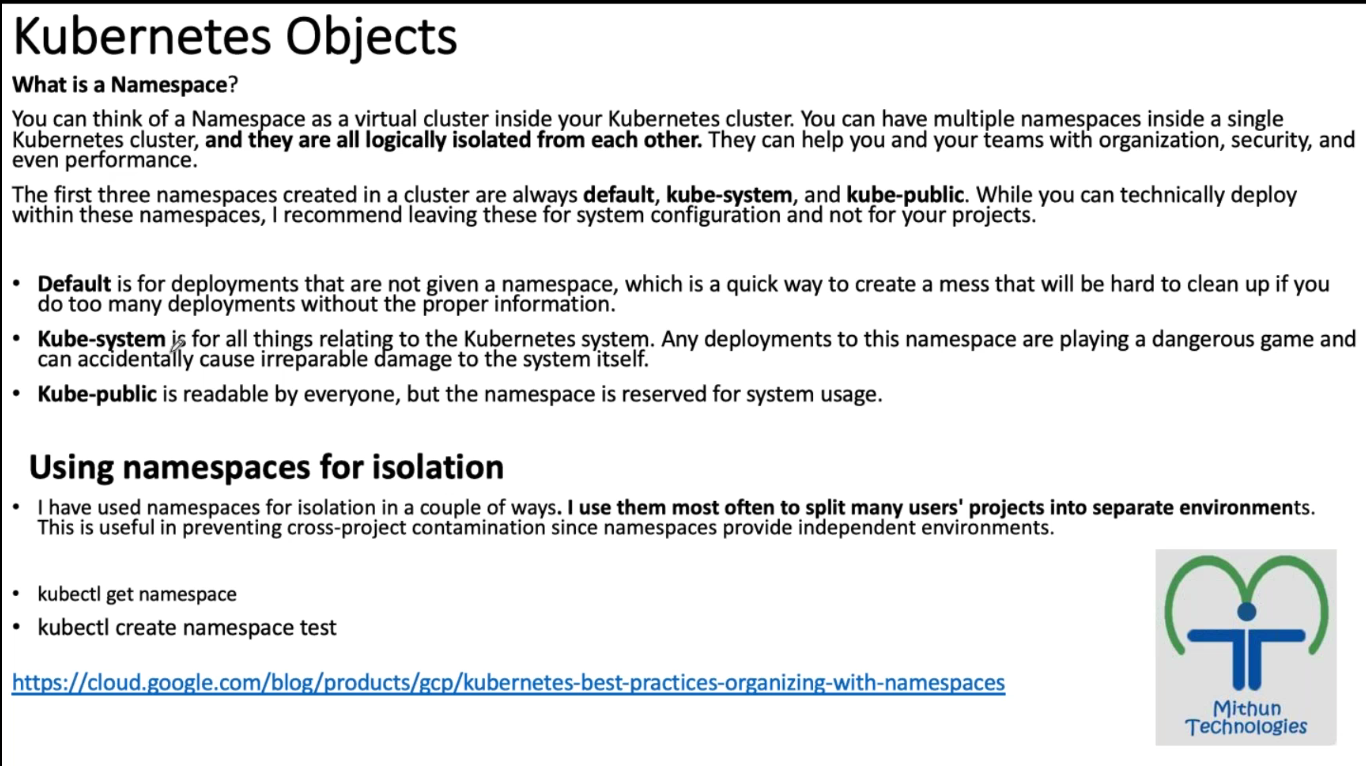 Kubernetes Objects
What is a Namespace?
You can think of a Namespace as a virtual cluster inside your Kubernetes cluster. You can have multiple namespaces inside a single
Kubernetes cluster, and they are all logically isolated from each other. They can help you and your teams with organization, security, and
even performance.
The first three namespaces created in a cluster are always default, kube-system, and kube-public. While you can technically deploy
within these namespaces, I recommend leaving these for system configuration and not for your projects.
• Default is for deployments that are not given a namespace, which is a quick way to create a mess that will be hard to clean up if you
do too many deployments without the proper information.
• Kube-system is for all things relating to the Kubernetes system. Any deployments to this namespace are playing a dangerous game and
can accidentally cause irreparable damage to the system itself.
• Kube-public is readable by everyone, but the namespace is reserved for system usage.
Using namespaces for isolation
• I have used namespaces for isolation in a couple of ways. I use them most often to split many users' projects into separate environments.
This is useful in preventing cross-project contamination since namespaces provide independent environments.
• kubectl get namespace
• kubectl create namespace test
https://cloud.google.com/blog/products/gcp/kubernetes-best-practices-organizing-with-namespaces
Mithun
Technologies